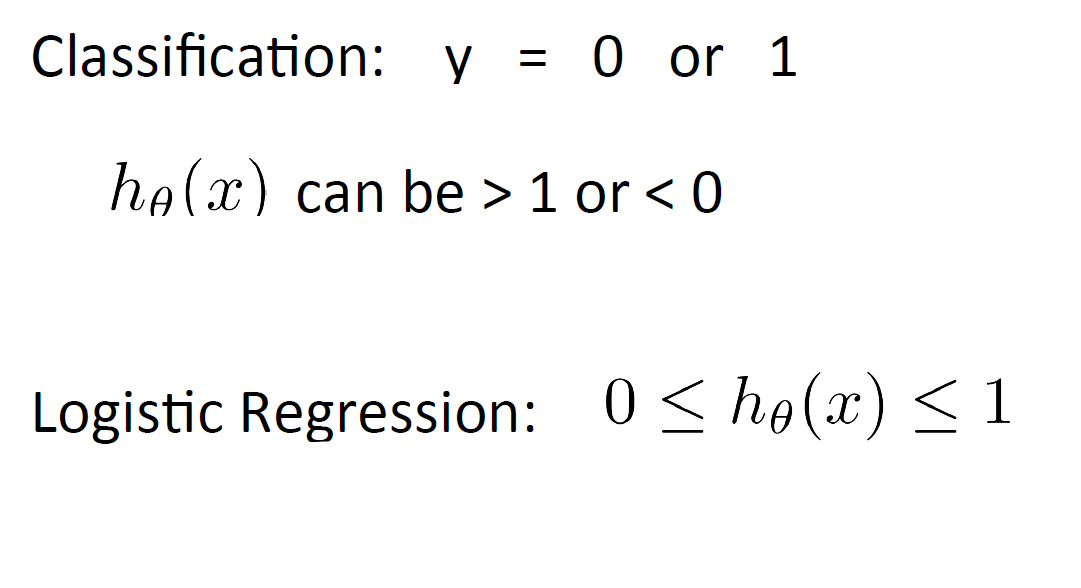 Classification: y = 0 or 1
hθ(x) can be > 1 or < 0
Logistic Regression: 0 ≤ hθ(x) ≤ 1